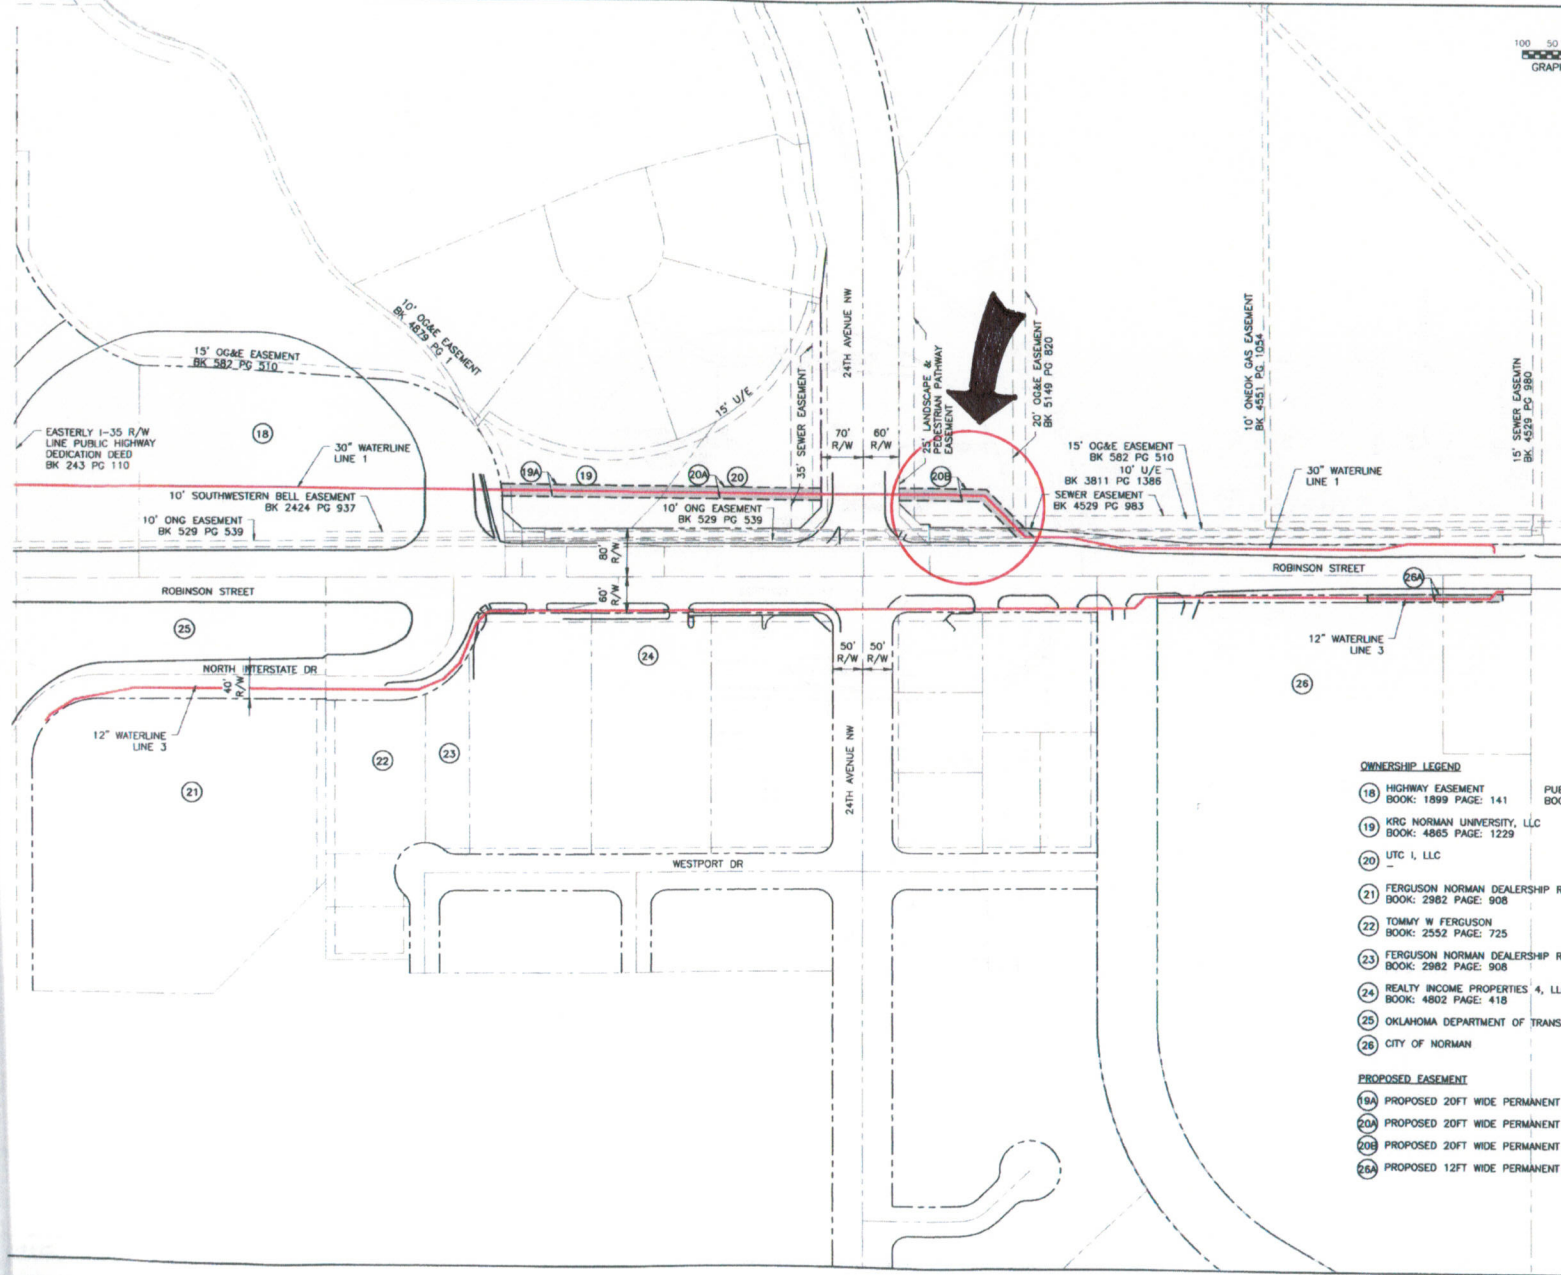 100 50
10' OG&E EASEMENT
BK 4879 PG 1
15' OG&E EASEMENT
BK 582 PG 510
18
EASTERLY I-35 R/W
LINE PUBLIC HIGHWAY
DEDICATION DEED
BK 243 PG 110
30" WATERLINE
LINE 1
10' SOUTHWESTERN BELL EASEMENT
BK 2424 PG 937
10' ONG EASEMENT
BK 529 PG 539
19A
19
20A
20
15' U/E
35' SEWER EASEMENT
10' ONG EASEMENT
BK 529 PG 539
24TH AVENUE NW
70'
R/W
60'
R/W
25' LANDSCAPE &
PEDESTRIAN PATHWAY
EASEMENT
20B
20' OG&E EASEMENT
BK 5149 PG 820
15' OG&E EASEMENT
BK 582 PG 510
10' U/E
BK 3811 PG 1386
SEWER EASEMENT
BK 4529 PG 983
10' ONEOK GAS EASEMENT
BK 4551 PG 1054
30" WATERLINE
LINE 1
15' SEWER EASEMTN
BK 4529 PG 980
80'
R/W
60'
R/W
ROBINSON STREET
ROBINSON STREET
26A
12" WATERLINE
LINE 3
25
NORTH INTERSTATE DR
40'
R/W
12" WATERLINE
LINE 3
24
50'
R/W
50'
R/W
26
21
22
23
24TH AVENUE NW
WESTPORT DR
OWNERSHIP LEGEND
18 HIGHWAY EASEMENT
BOOK: 1899 PAGE: 141
19 KRG NORMAN UNIVERSITY, LLC
BOOK: 4865 PAGE: 1229
20 UTC I, LLC
–
21 FERGUSON NORMAN DEALERSHIP R
BOOK: 2982 PAGE: 908
22 TOMMY W FERGUSON
BOOK: 2552 PAGE: 725
23 FERGUSON NORMAN DEALERSHIP R
BOOK: 2982 PAGE: 908
24 REALTY INCOME PROPERTIES 4, LL
BOOK: 4802 PAGE: 418
25 OKLAHOMA DEPARTMENT OF TRANS
26 CITY OF NORMAN
PROPOSED EASEMENT
19A PROPOSED 20FT WIDE PERMANENT
20A PROPOSED 20FT WIDE PERMANENT
20B PROPOSED 20FT WIDE PERMANENT
26A PROPOSED 12FT WIDE PERMANENT